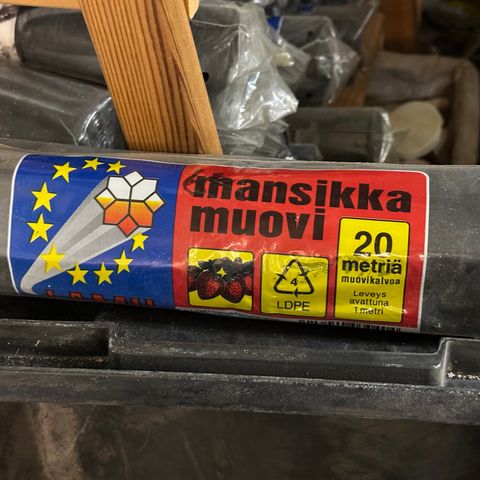 mansikka
muovi
20
metriä
muovikalvoa
Leveys
avattuna
1 metri
4
LDPE